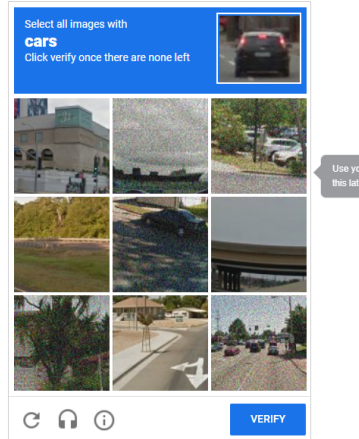 Select all images with
cars
Click verify once there are none left
Use yo
this lat
VERIFY